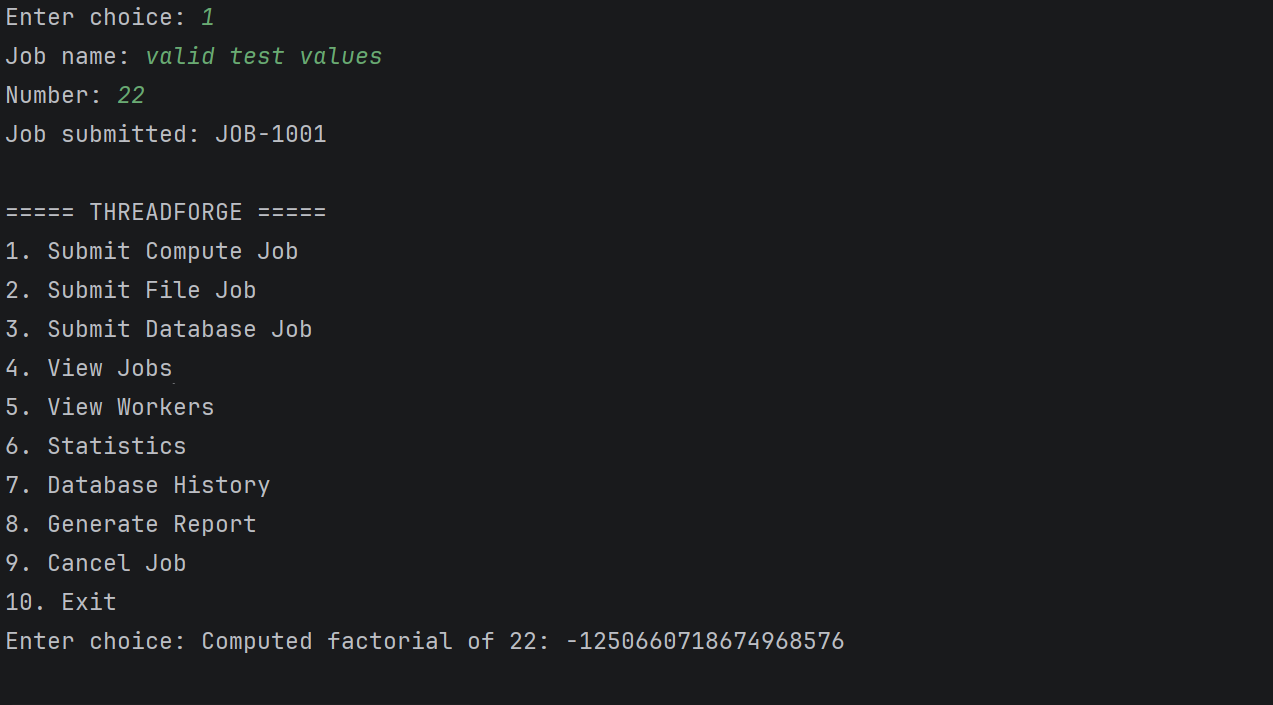 Enter choice: 1
Job name: valid test values
Number: 22
Job submitted: JOB-1001
===== THREADFORGE =====
1. Submit Compute Job
2. Submit File Job
3. Submit Database Job
4. View Jobs
5. View Workers
6. Statistics
7. Database History
8. Generate Report
9. Cancel Job
10. Exit
Enter choice: Computed factorial of 22: -1250660718674968576